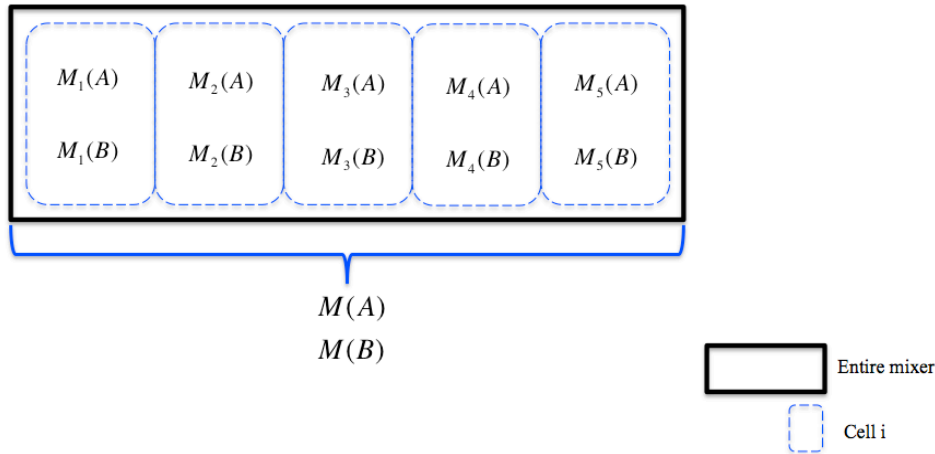 M₁(A) M₂(A) M₃(A) M₄(A) M₅(A)
M₁(B) M₂(B) M₃(B) M₄(B) M₅(B)
M(A)
M(B)
Entire mixer
Cell i